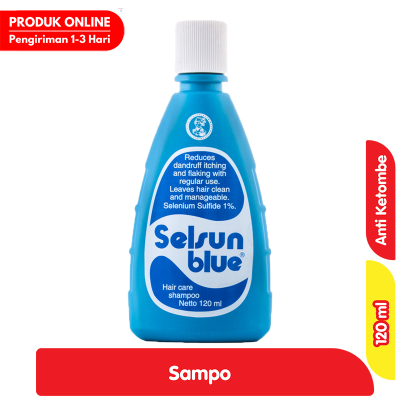 PRODUK ONLINE
Pengiriman 1-3 Hari
Reduces
dandruff itching
and flaking with
regular use.
Leaves hair clean
and manageable.
Selenium Sulfide 1%.
Selsun
blue®
Hair care
shampoo
Netto 120 ml
Anti Ketombe
120 ml
Sampo